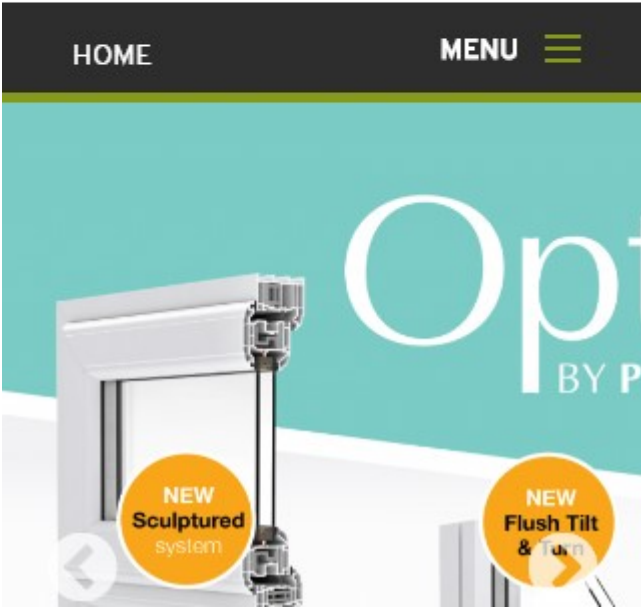 HOME
MENU
Op
BY P
NEW
Sculptured
system
NEW
Flush Tilt
& Turn